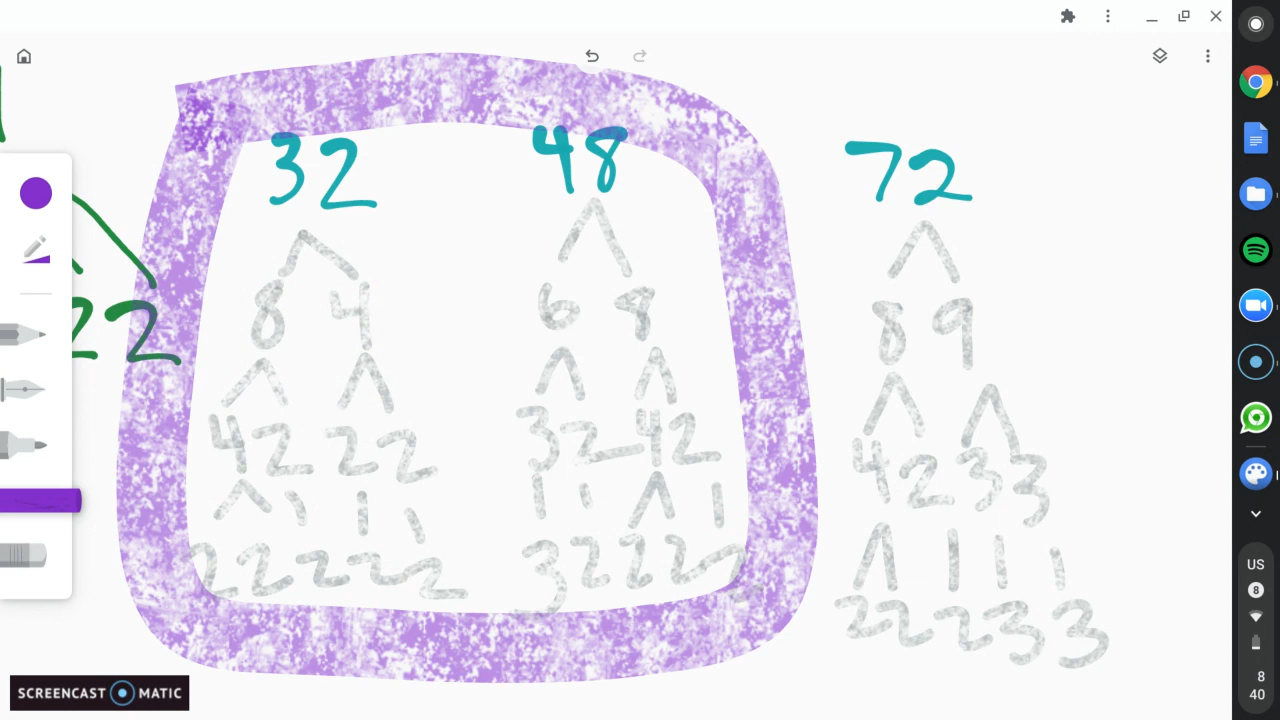 32 48 72
22
8 4 6 8 8 9
4 2 2 2 3 2 4 2 4 2 3 3
2 2 2 2 2 3 2 2 2 2 2 2 2 3 3
SCREENCAST MATIC
US
8
8
40